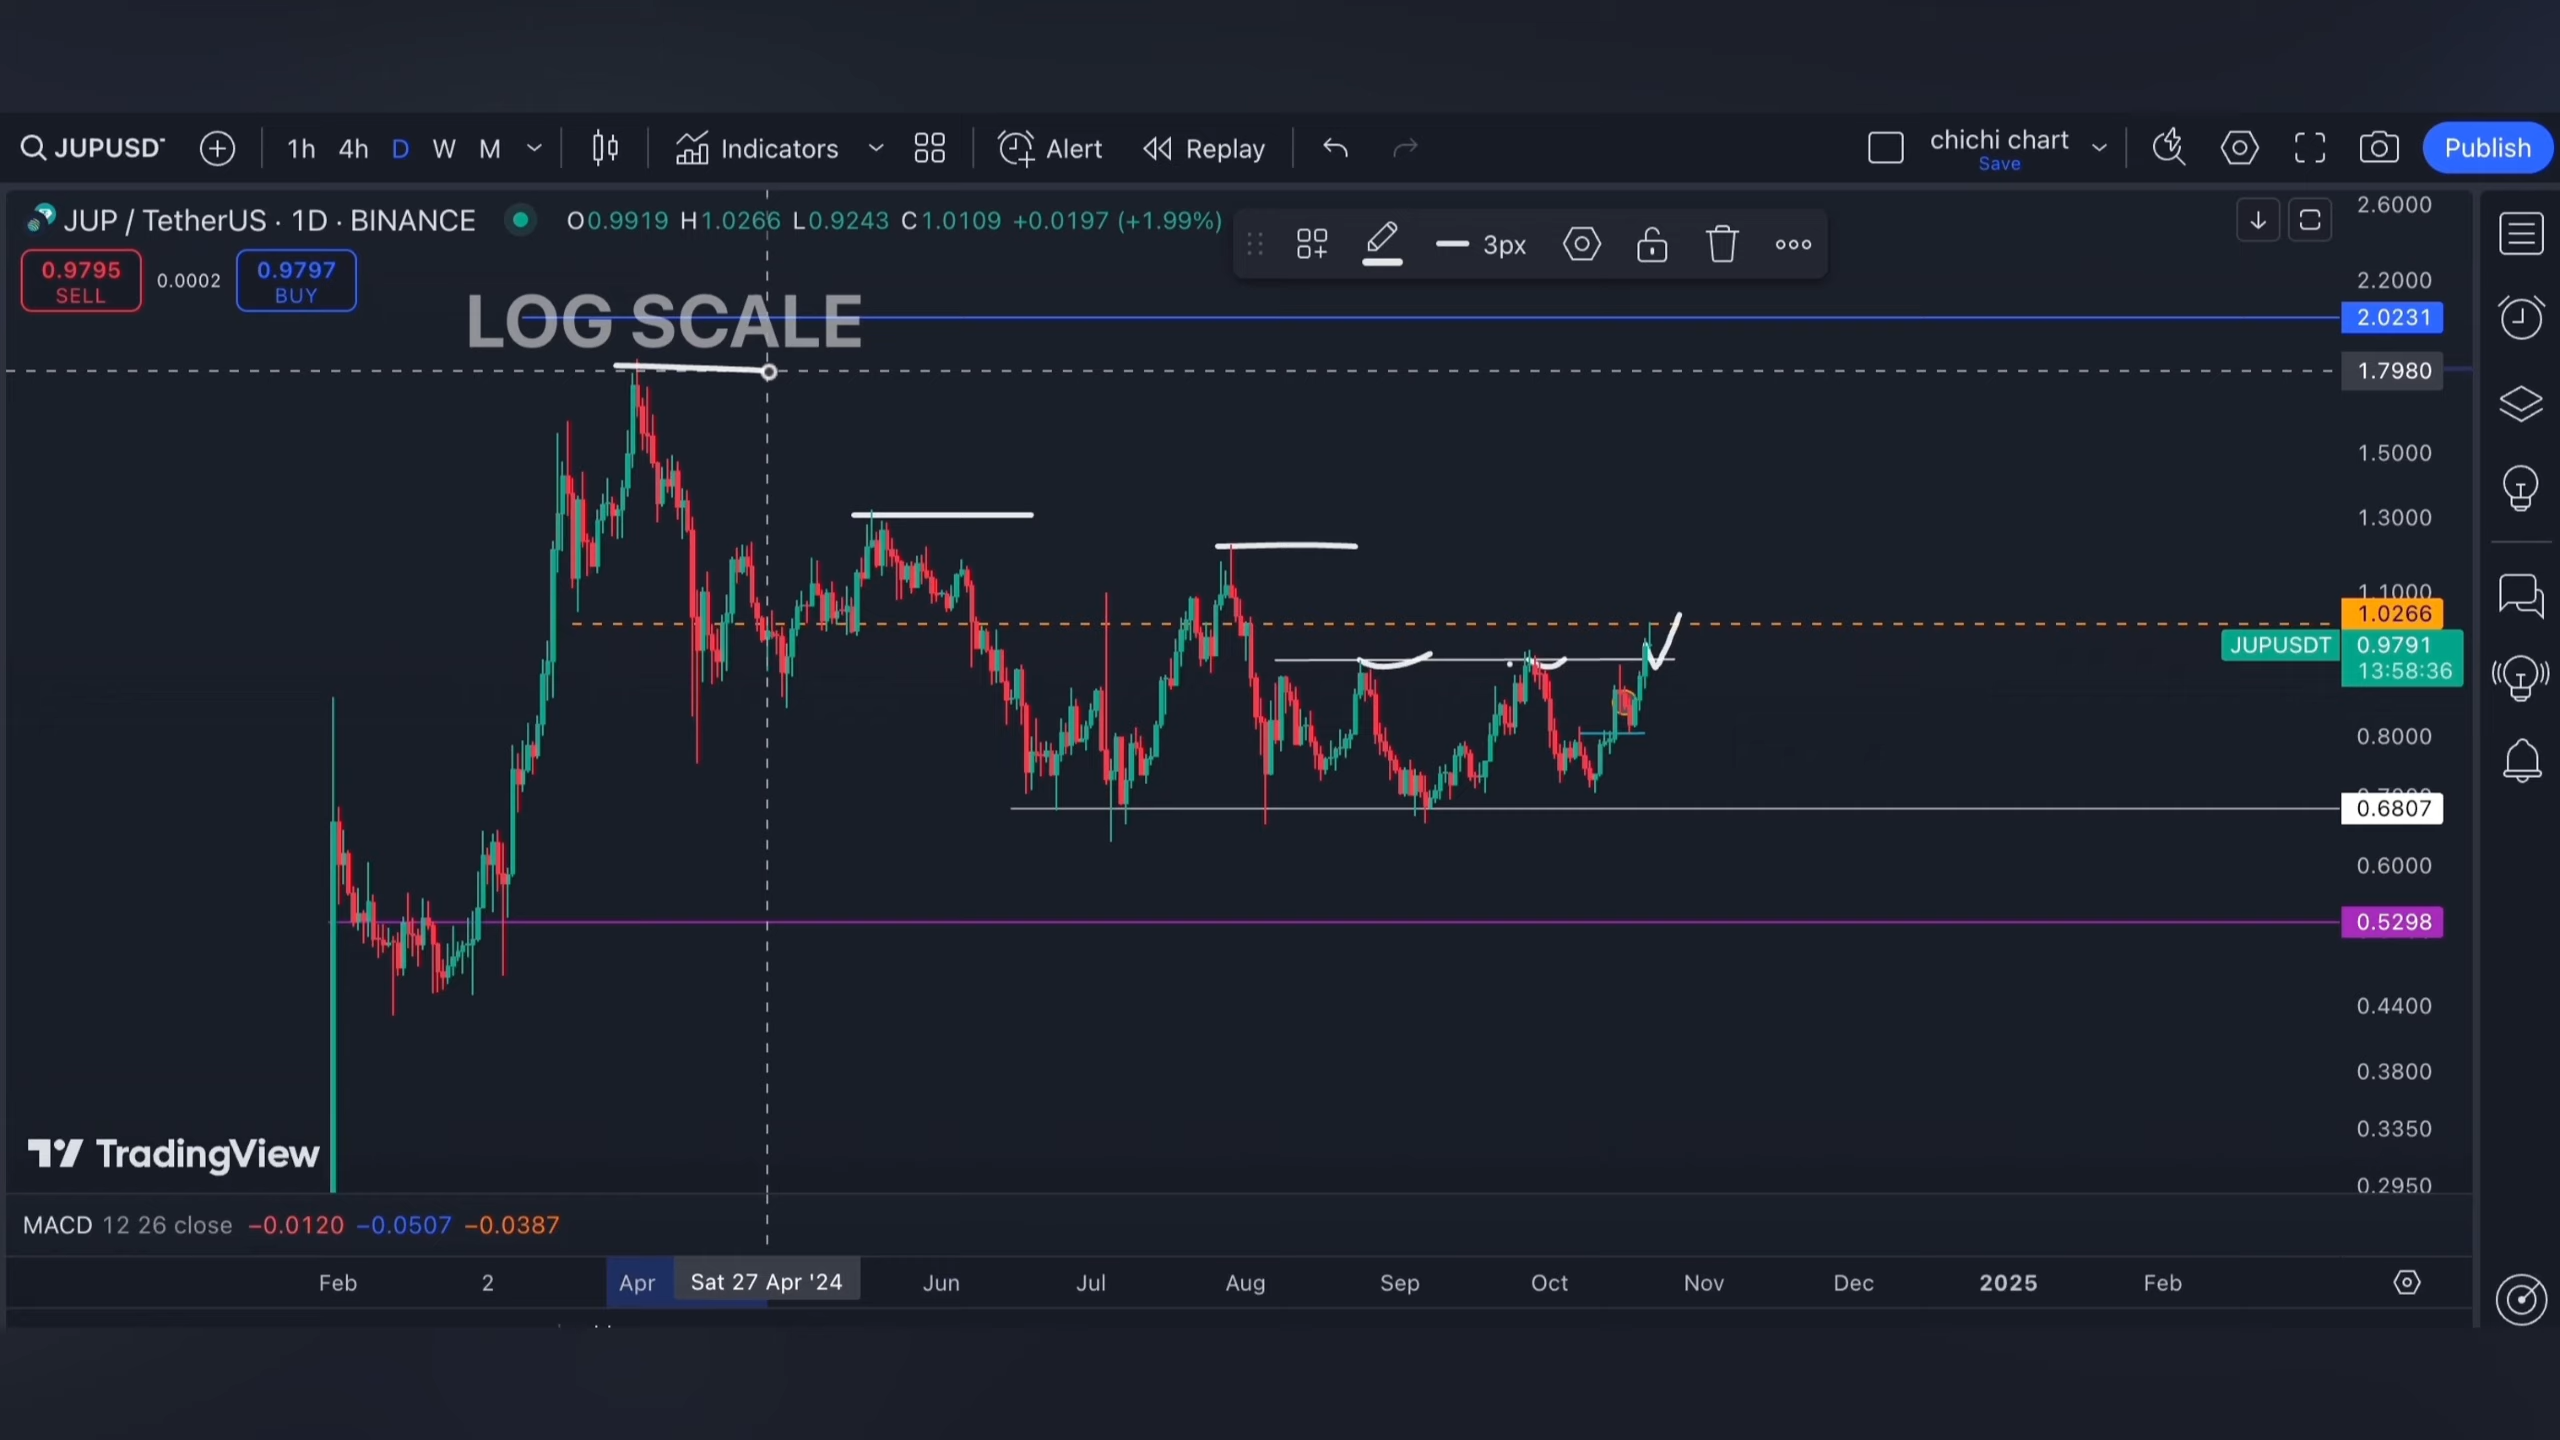 JUPUSDT 1h 4h D W M Indicators Alert Replay chichi chart Publish
Save
JUP / TetherUS · 1D · BINANCE O0.9919 H1.0266 L0.9243 C1.0109 +0.0197 (+1.99%)
3px
0.9795 0.0002 0.9797
SELL BUY
LOG SCALE
2.6000
2.2000
2.0231
1.7980
1.5000
1.3000
1.1000
1.0266
JUPUSDT 0.9791
13:58:36
0.8000
0.6807
0.6000
0.5298
0.4400
0.3800
0.3350
0.2950
TradingView
MACD 12 26 close −0.0120 −0.0507 −0.0387
Feb 2 Apr Sat 27 Apr '24 Jun Jul Aug Sep Oct Nov Dec 2025 Feb